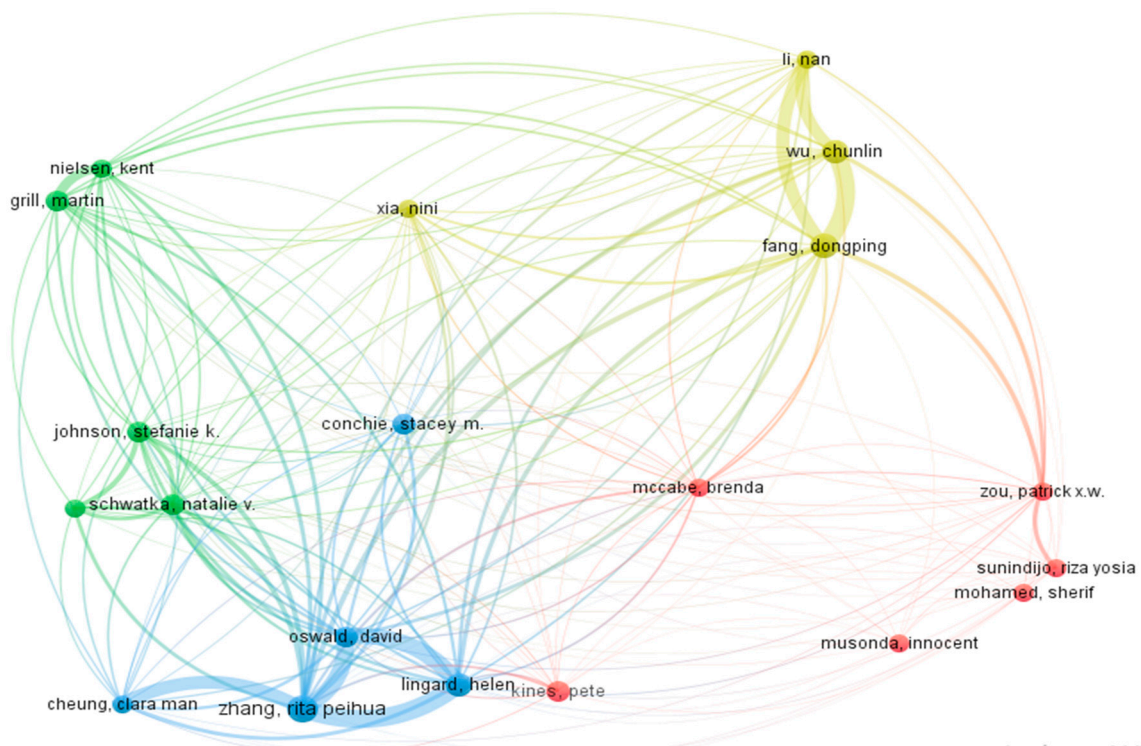 li, nan
wu, chunlin
nielsen, kent
grill, martin
xia, nini
fang, dongping
conchie, stacey m.
johnson, stefanie k.
mccabe, brenda
zou, patrick x.w.
schwatka, natalie v.
sunindijo, riza yosia
mohamed, sherif
oswald, david
musonda, innocent
lingard, helen
kines, pete
cheung, clara man
zhang, rita peihua